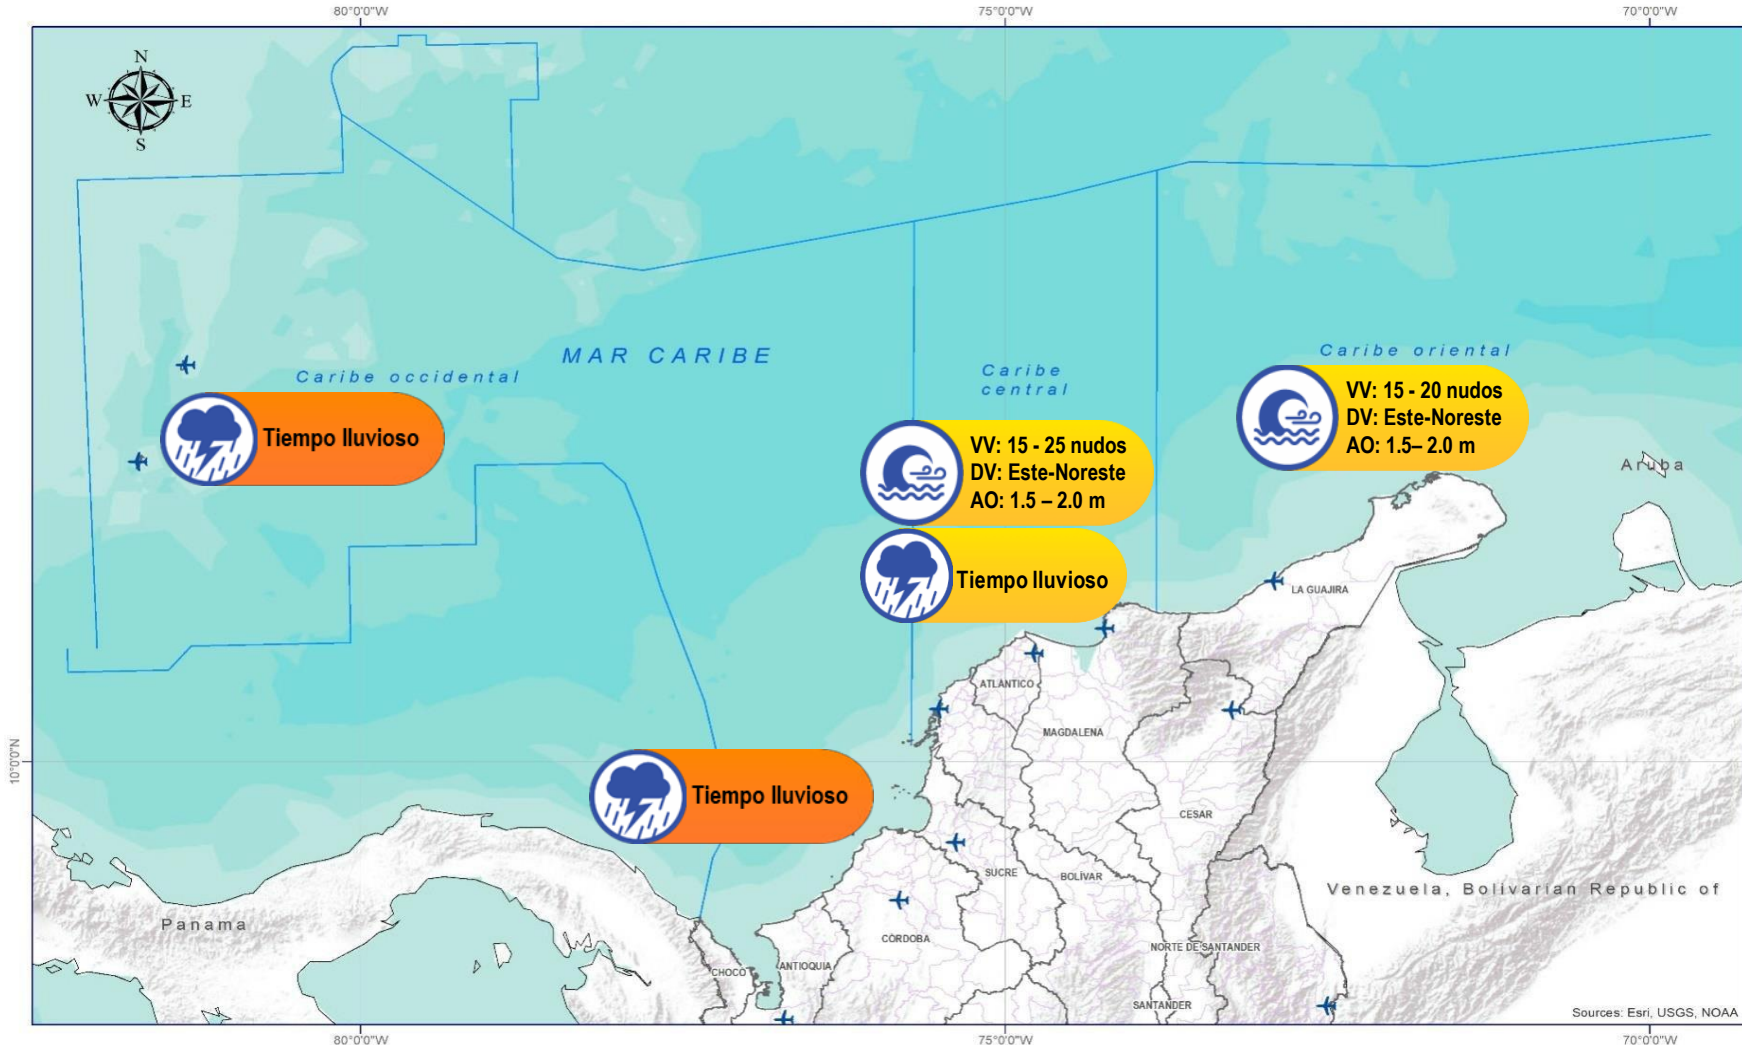 80°0'0"W
75°0'0"W
70°0'0"W
N
W
E
S
MAR CARIBE
Caribe occidental
Caribe
central
Caribe oriental
VV: 15 - 20 nudos
DV: Este-Noreste
AO: 1.5– 2.0 m
Tiempo lluvioso
VV: 15 - 25 nudos
DV: Este-Noreste
AO: 1.5 – 2.0 m
Aruba
Tiempo lluvioso
LA GUAJIRA
ATLÁNTICO
MAGDALENA
10°0'0"N
Tiempo lluvioso
CESAR
SUCRE
BOLÍVAR
Venezuela, Bolivarian Republic of
Panama
CÓRDOBA
NORTE DE SANTANDER
CHOCÓ
ANTIOQUIA
SANTANDER
Sources: Esri, USGS, NOAA
80°0'0"W
75°0'0"W
70°0'0"W